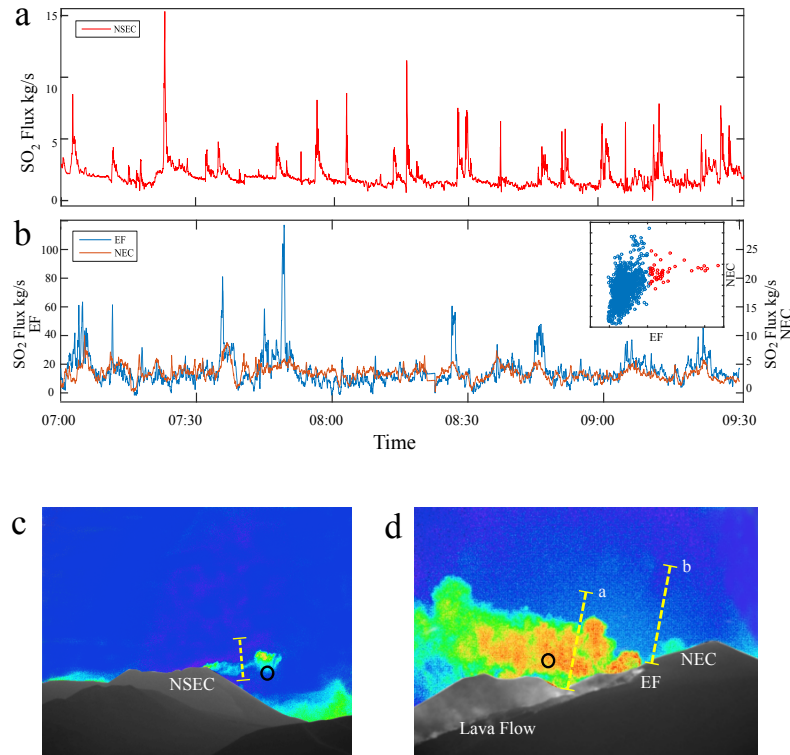 a
NSEC
15
10
5
0
SO2 Flux kg/s
b
EF
NEC
100
80
60
40
20
0
SO2 Flux kg/s
EF
NEC
EF
25
20
15
10
5
0
SO2 Flux kg/s
NEC
07:00 07:30 08:00 08:30 09:00 09:30
Time
c
NSEC
d
a
b
NEC
EF
Lava Flow